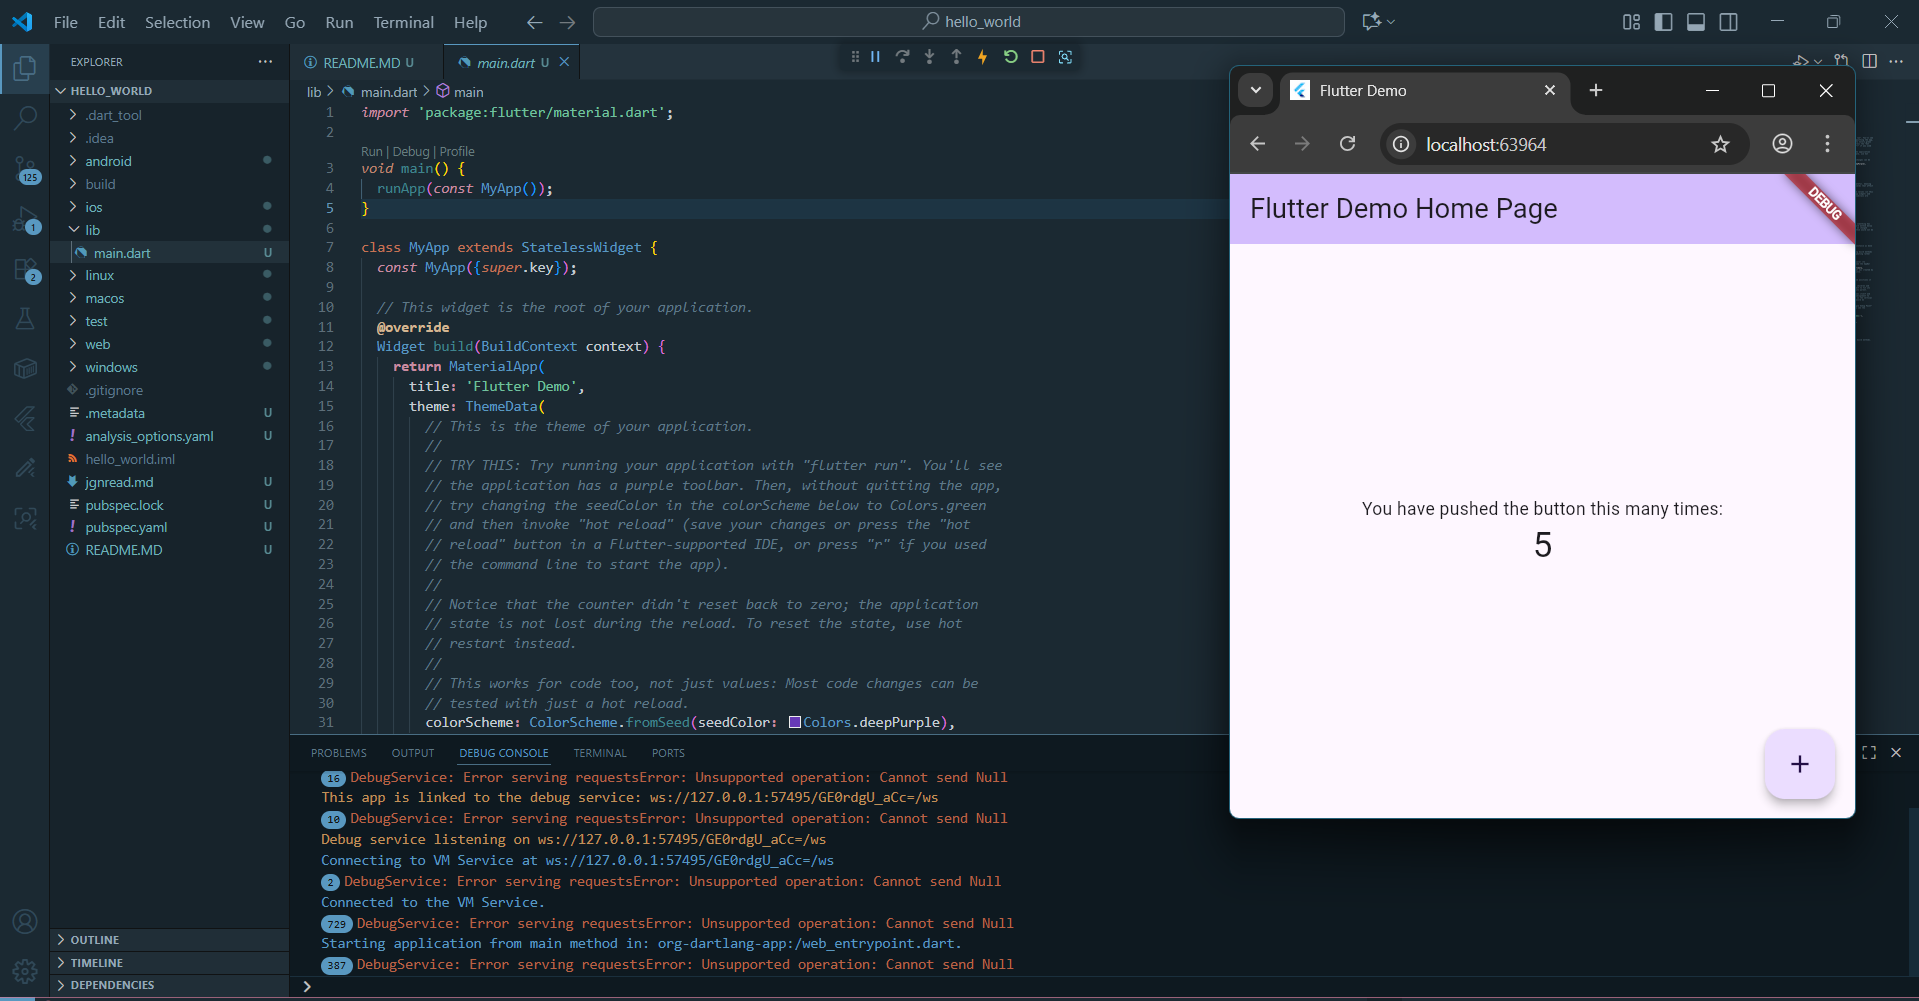 File Edit Selection View Go Run Terminal Help
hello_world
EXPLORER
HELLO_WORLD
.dart_tool
.idea
android
build
ios
lib
main.dart U
linux
macos
test
web
windows
.gitignore
.metadata U
analysis_options.yaml U
hello_world.iml
jgnread.md U
pubspec.lock U
pubspec.yaml U
README.MD U
125
1
2
OUTLINE
TIMELINE
DEPENDENCIES
README.MD U
main.dart U
lib > main.dart > main
1 import 'package:flutter/material.dart';
2
Run | Debug | Profile
3 void main() {
4 runApp(const MyApp());
5 }
6
7 class MyApp extends StatelessWidget {
8 const MyApp({super.key});
9
10 // This widget is the root of your application.
11 @override
12 Widget build(BuildContext context) {
13 return MaterialApp(
14 title: 'Flutter Demo',
15 theme: ThemeData(
16 // This is the theme of your application.
17 //
18 // TRY THIS: Try running your application with "flutter run". You'll see
19 // the application has a purple toolbar. Then, without quitting the app,
20 // try changing the seedColor in the colorScheme below to Colors.green
21 // and then invoke "hot reload" (save your changes or press the "hot
22 // reload" button in a Flutter-supported IDE, or press "r" if you used
23 // the command line to start the app).
24 //
25 // Notice that the counter didn't reset back to zero; the application
26 // state is not lost during the reload. To reset the state, use hot
27 // restart instead.
28 //
29 // This works for code too, not just values: Most code changes can be
30 // tested with just a hot reload.
31 colorScheme: ColorScheme.fromSeed(seedColor: Colors.deepPurple),
PROBLEMS OUTPUT DEBUG CONSOLE TERMINAL PORTS
16 DebugService: Error serving requestsError: Unsupported operation: Cannot send Null
This app is linked to the debug service: ws://127.0.0.1:57495/GE0rdgU_aCc=/ws
10 DebugService: Error serving requestsError: Unsupported operation: Cannot send Null
Debug service listening on ws://127.0.0.1:57495/GE0rdgU_aCc=/ws
Connecting to VM Service at ws://127.0.0.1:57495/GE0rdgU_aCc=/ws
2 DebugService: Error serving requestsError: Unsupported operation: Cannot send Null
Connected to the VM Service.
729 DebugService: Error serving requestsError: Unsupported operation: Cannot send Null
Starting application from main method in: org-dartlang-app:/web_entrypoint.dart.
387 DebugService: Error serving requestsError: Unsupported operation: Cannot send Null
Flutter Demo
localhost:63964
Flutter Demo Home Page
DEBUG
You have pushed the button this many times:
5